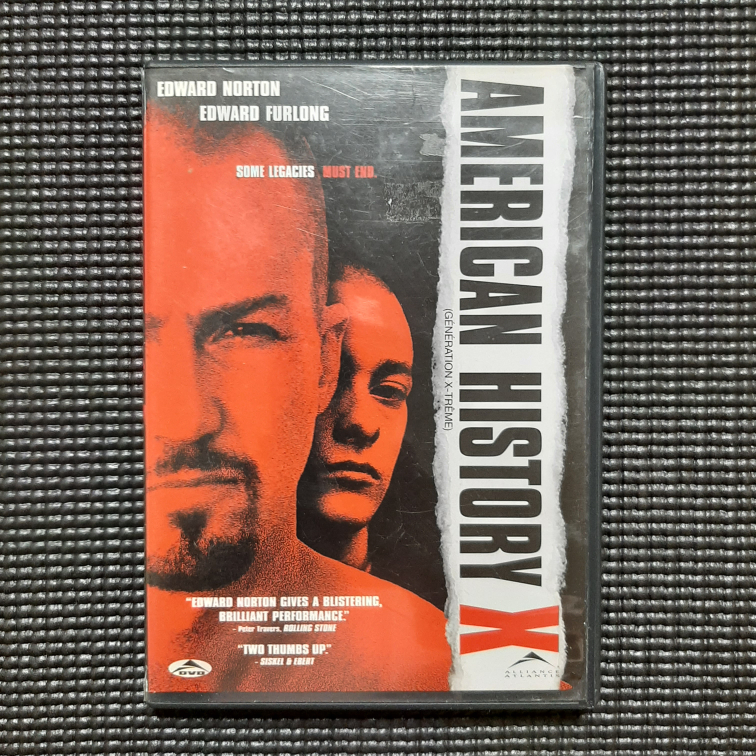 EDWARD NORTON
EDWARD FURLONG
SOME LEGACIES MUST END.
AMERICAN HISTORY X
(GÉNÉRATION X-TRÊME)
"EDWARD NORTON GIVES A BLISTERING,
BRILLIANT PERFORMANCE."
- Peter Travers, ROLLING STONE
"TWO THUMBS UP."
- SISKEL & EBERT
DVD
ALLIANCE
ATLANTIS